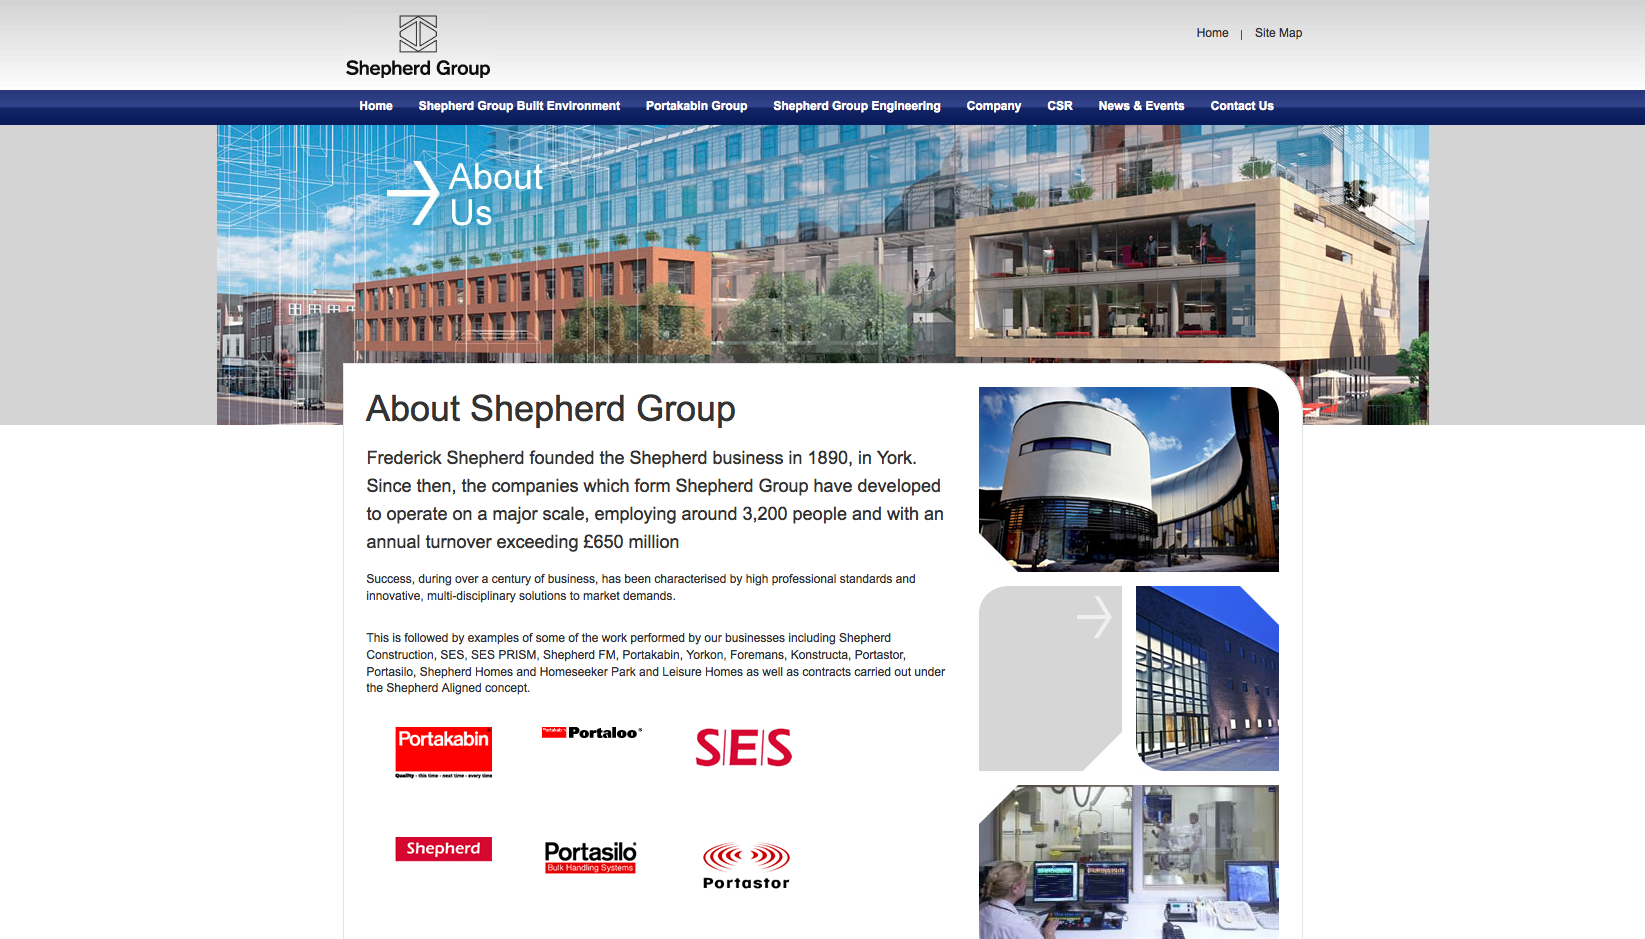 Shepherd Group
Home | Site Map
Home Shepherd Group Built Environment Portakabin Group Shepherd Group Engineering Company CSR News & Events Contact Us
About
Us
About Shepherd Group
Frederick Shepherd founded the Shepherd business in 1890, in York.
Since then, the companies which form Shepherd Group have developed
to operate on a major scale, employing around 3,200 people and with an
annual turnover exceeding £650 million
Success, during over a century of business, has been characterised by high professional standards and
innovative, multi-disciplinary solutions to market demands.
This is followed by examples of some of the work performed by our businesses including Shepherd
Construction, SES, SES PRISM, Shepherd FM, Portakabin, Yorkon, Foremans, Konstructa, Portastor,
Portasilo, Shepherd Homes and Homeseeker Park and Leisure Homes as well as contracts carried out under
the Shepherd Aligned concept.
Portakabin
Quality - this time - next time - every time
Portakabin Portaloo
S|E|S
Shepherd
Portasilo
Bulk Handling Systems
Portastor